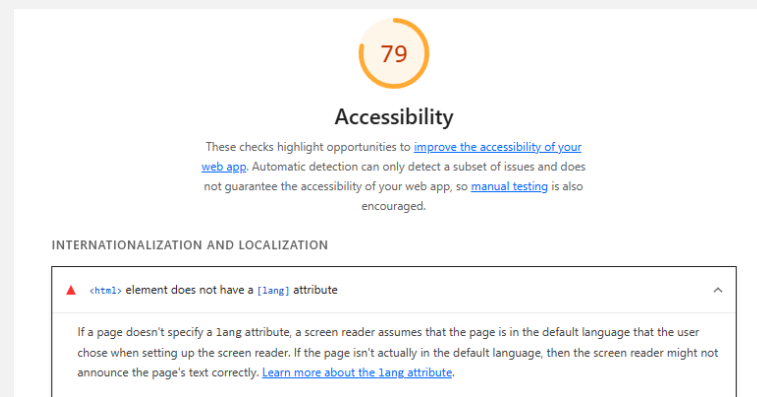 79
Accessibility
These checks highlight opportunities to improve the accessibility of your
web app. Automatic detection can only detect a subset of issues and does
not guarantee the accessibility of your web app, so manual testing is also
encouraged.
INTERNATIONALIZATION AND LOCALIZATION
<html> element does not have a [lang] attribute
If a page doesn't specify a lang attribute, a screen reader assumes that the page is in the default language that the user
chose when setting up the screen reader. If the page isn't actually in the default language, then the screen reader might not
announce the page's text correctly. Learn more about the lang attribute.